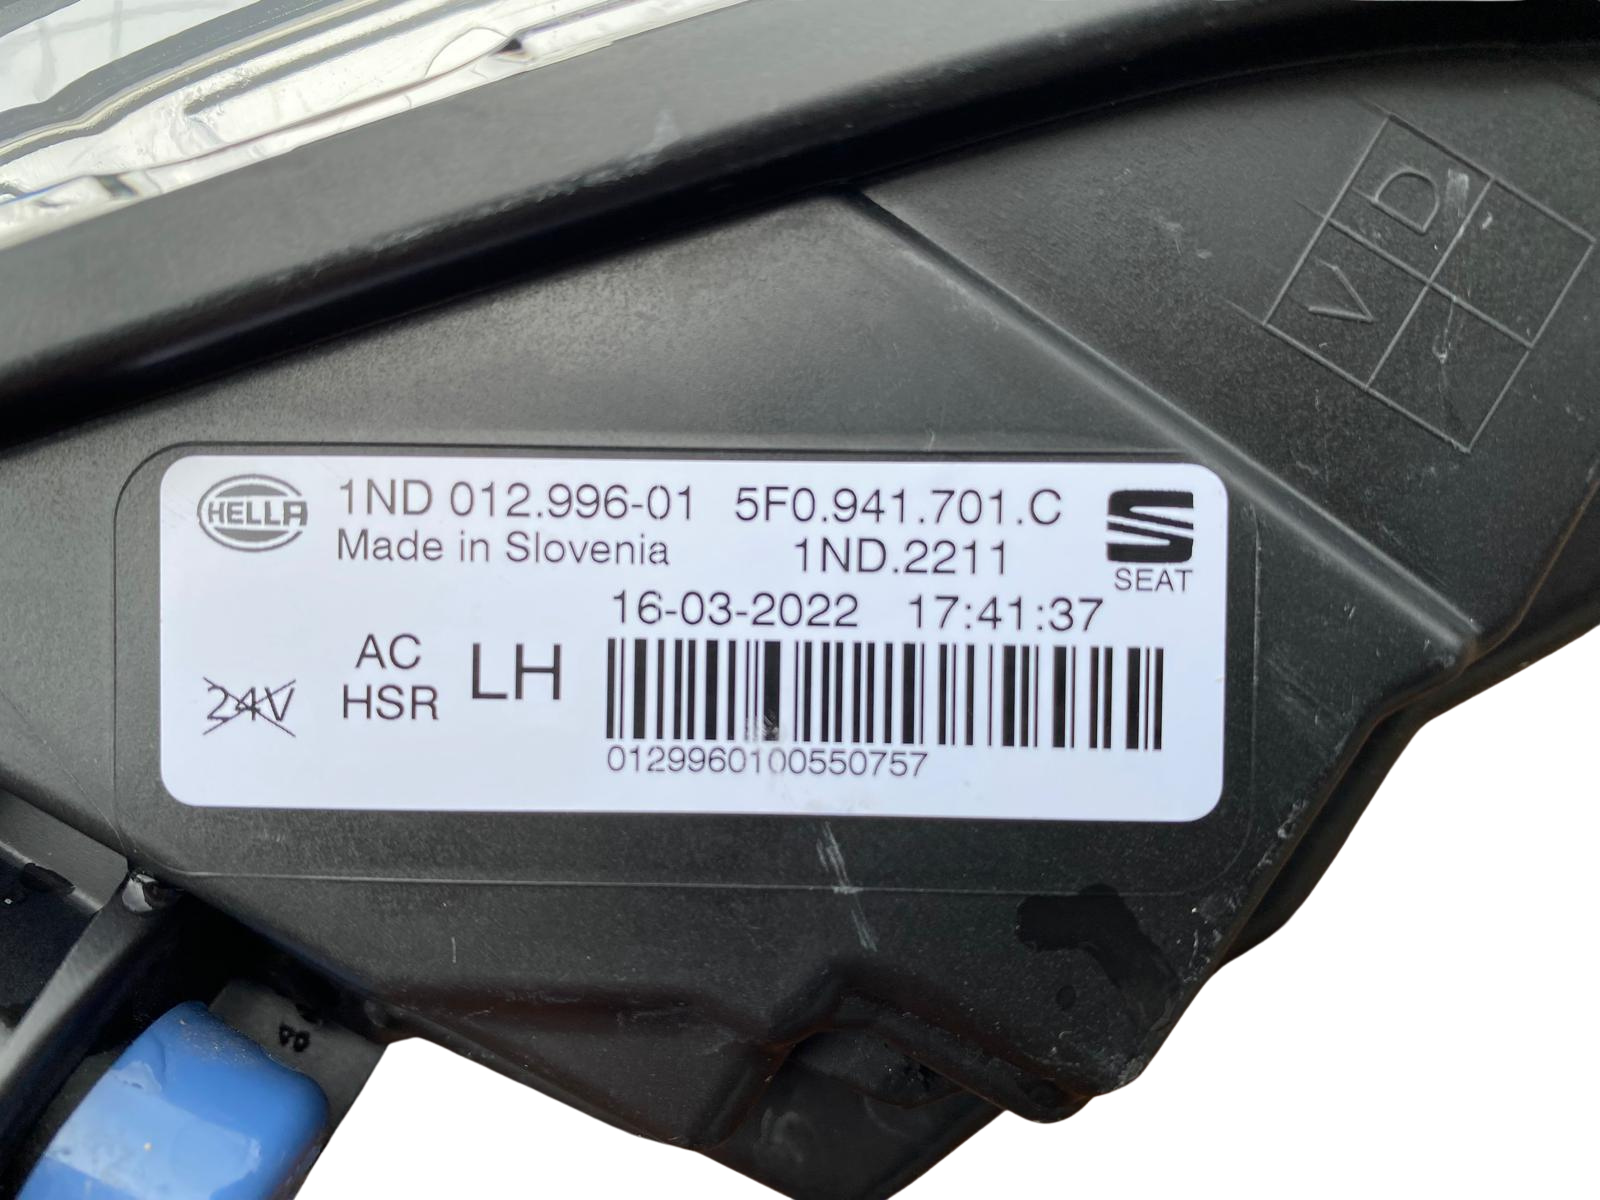 D
V
HELLA
1ND 012.996-01 5F0.941.701.C
Made in Slovenia 1ND.2211
SEAT
16-03-2022 17:41:37
AC
HSR
LH
24V
0129960100550757